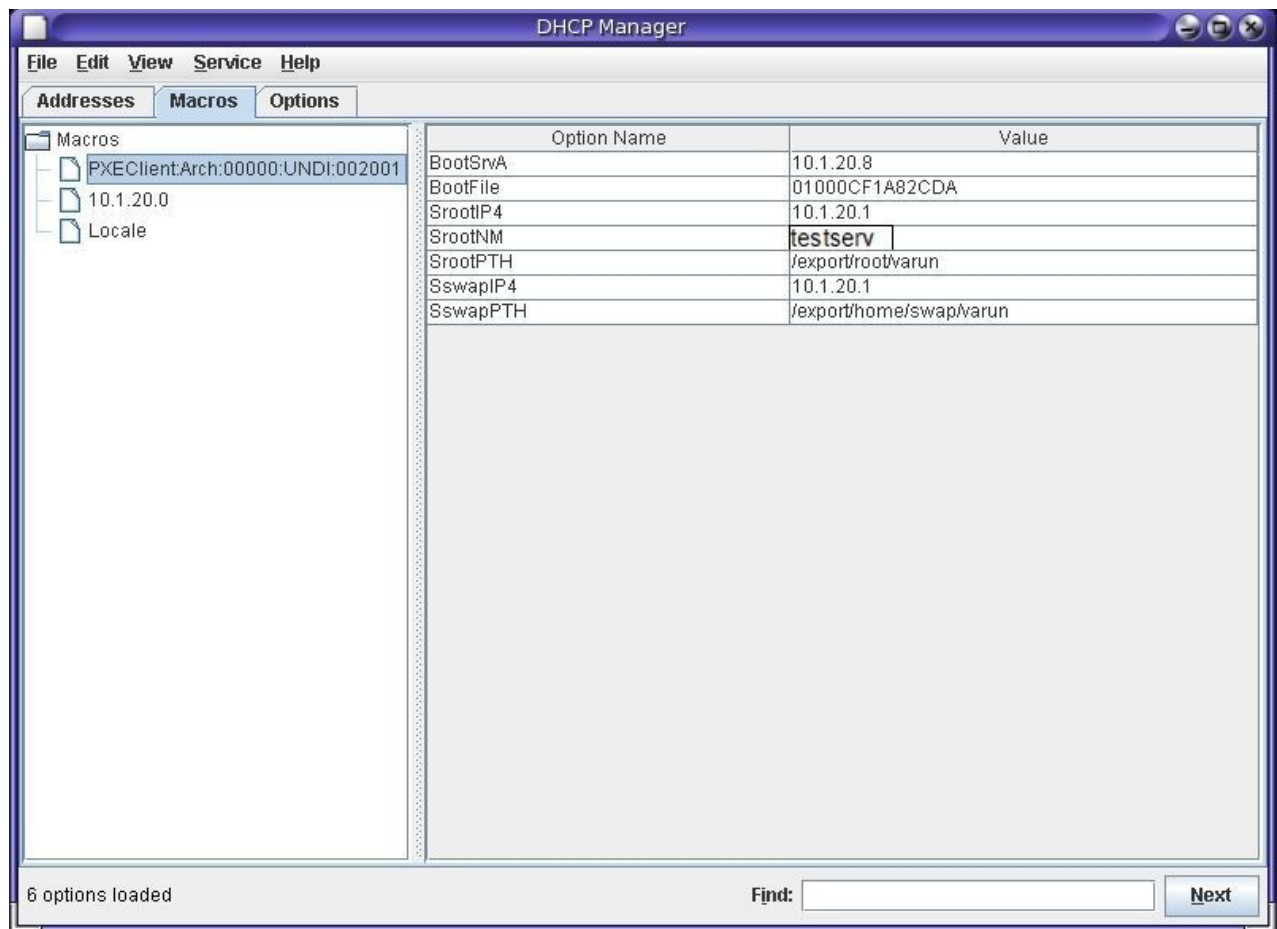 DHCP Manager
File Edit View Service Help
Addresses Macros Options
Macros
PXEClient:Arch:00000:UNDI:002001
10.1.20.0
Locale
Option Name Value
BootSrvA 10.1.20.8
BootFile 01000CF1A82CDA
SrootIP4 10.1.20.1
SrootNM testserv
SrootPTH /export/root/varun
SswapIP4 10.1.20.1
SswapPTH /export/home/swap/varun
6 options loaded Find: Next